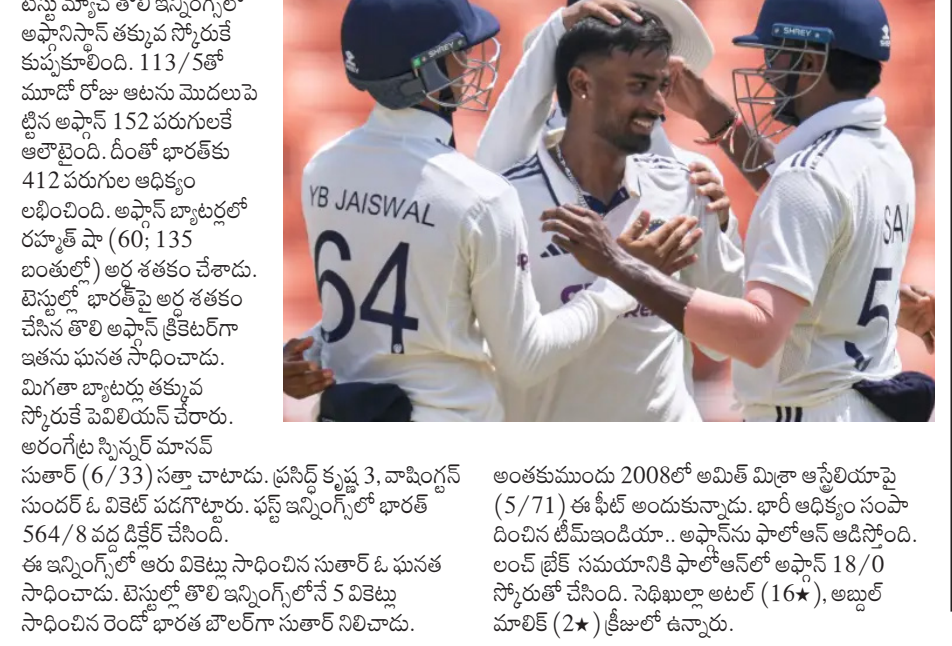 టెస్టు మ్యాచ్ తొలి ఇన్నింగ్స్‌లో
అఫ్గానిస్థాన్ తక్కువ స్కోరుకే
కుప్పకూలింది. 113/5తో
మూడో రోజు ఆటను మొదలుపె
ట్టిన అఫ్గాన్ 152 పరుగులకే
ఆలౌటైంది. దీంతో భారత్‌కు
412 పరుగుల ఆధిక్యం
లభించింది. అఫ్గాన్ బ్యాటర్లలో
రహ్మత్ షా (60; 135
బంతుల్లో) అర్ధ శతకం చేశాడు.
టెస్టుల్లో భారత్‌పై అర్ధ శతకం
చేసిన తొలి అఫ్గాన్ క్రికెటర్‌గా
ఇతను ఘనత సాధించాడు.
మిగతా బ్యాటర్లు తక్కువ
స్కోరుకే పెవిలియన్ చేరారు.
అరంగేట్ర స్పిన్నర్ మానవ్
సుతార్ (6/33) సత్తా చాటాడు. ప్రసిద్ధ్ కృష్ణ 3, వాషింగ్టన్
సుందర్ ఓ వికెట్ పడగొట్టారు. ఫస్ట్ ఇన్నింగ్స్‌లో భారత్
564/8 వద్ద డిక్లేర్ చేసింది.
ఈ ఇన్నింగ్స్‌లో ఆరు వికెట్లు సాధించిన సుతార్ ఓ ఘనత
సాధించాడు. టెస్టుల్లో తొలి ఇన్నింగ్స్‌లోనే 5 వికెట్లు
సాధించిన రెండో భారత బౌలర్‌గా సుతార్ నిలిచాడు.
SHREY
SHREY
YB JAISWAL
64
SAI
5
అంతకుముందు 2008లో అమిత్ మిశ్రా ఆస్ట్రేలియాపై
(5/71) ఈ ఫీట్ అందుకున్నాడు. భారీ ఆధిక్యం సంపా
దించిన టీమ్ఇండియా.. అఫ్గాన్‌ను ఫాలోఆన్ ఆడిస్తోంది.
లంచ్ బ్రేక్ సమయానికి ఫాలోఆన్‌లో అఫ్గాన్ 18/0
స్కోరుతో చేసింది. సెథిఖుల్లా అటల్ (16★), అబ్దుల్
మాలిక్ (2★) క్రీజులో ఉన్నారు.